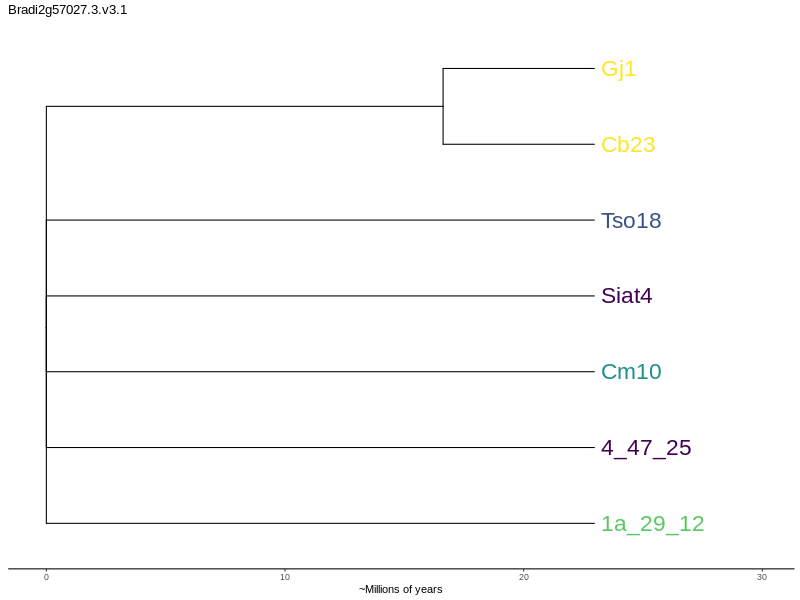 Bradi2g57027.3.v3.1
Gj1
Cb23
Tso18
Siat4
Cm10
4_47_25
1a_29_12
0 10 20 30
~Millions of years